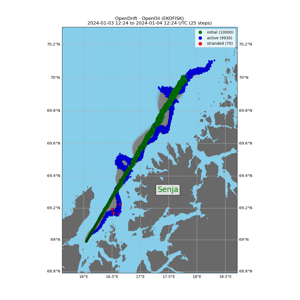 OpenDrift - OpenOil (EKOFISK)
2024-01-03 12:24 to 2024-01-04 12:24 UTC (25 steps)
initial (10000)
active (9930)
stranded (70)
70.2°N
70.2°N
70°N
70°N
69.8°N
69.8°N
69.6°N
69.6°N
69.4°N
69.4°N
Senja
69.2°N
69.2°N
69°N
69°N
68.8°N
68.8°N
16°E
16.5°E
17°E
17.5°E
18°E
18.5°E